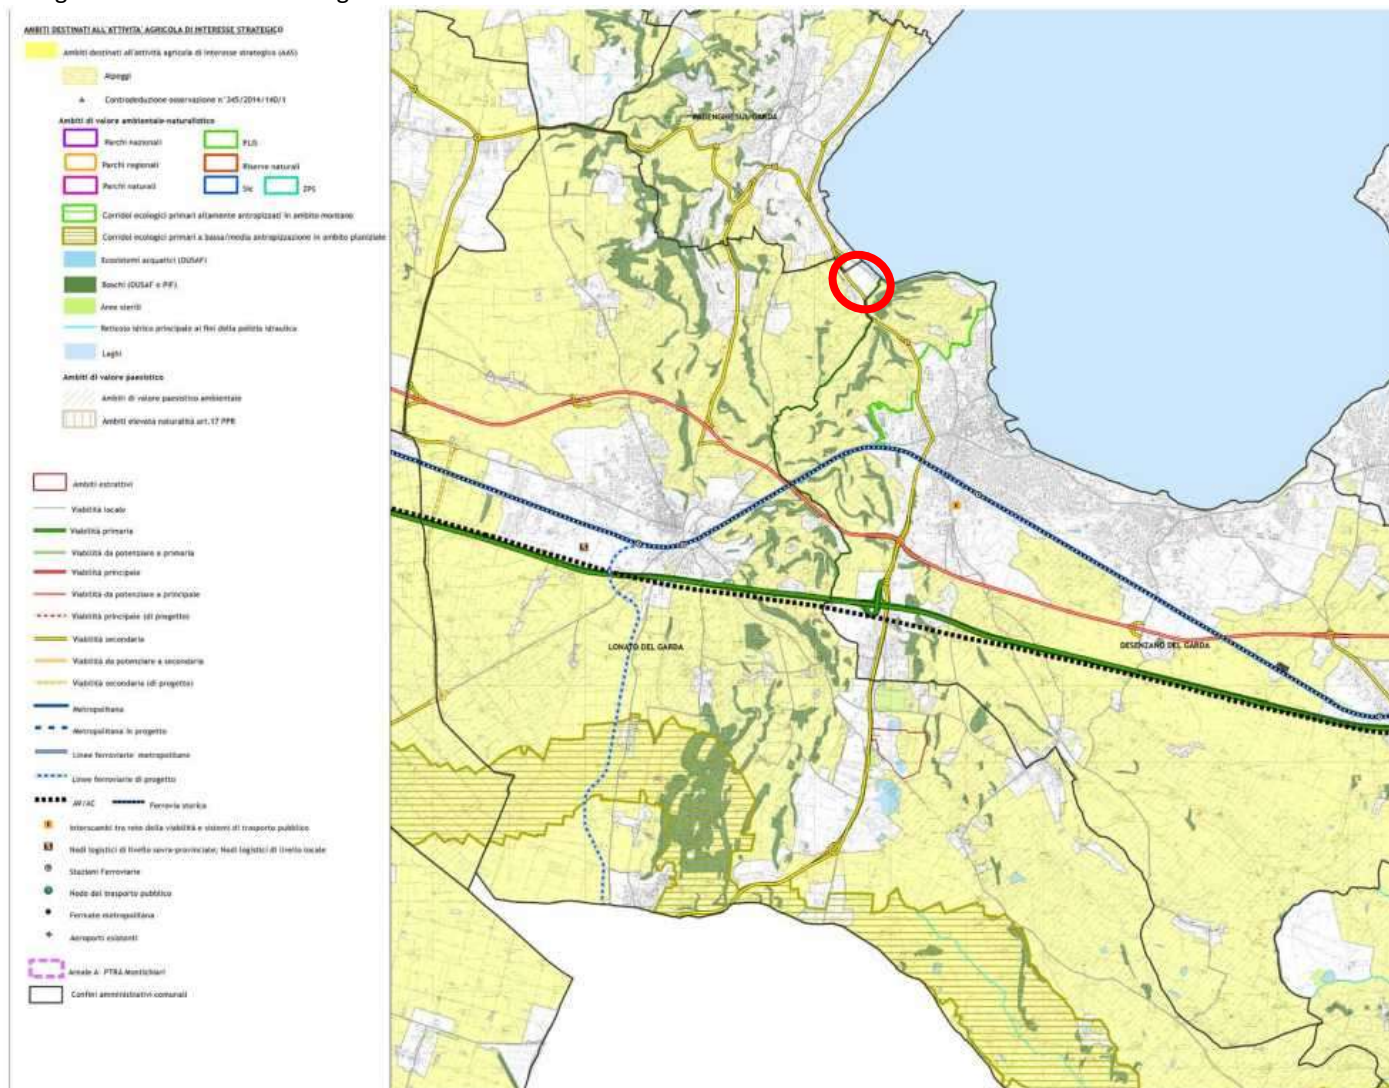 AMBITI DESTINATI ALL'ATTIVITA' AGRICOLA DI INTERESSE STRATEGICO
Ambiti destinati all'attività agricola di interesse strategico (AAS)
Alpeggi
Controdeduzione osservazione n°345/2014/140/1
Ambiti di valore ambientale-naturalistico
Parchi nazionali
PLIS
Parchi regionali
Riserve naturali
Parchi naturali
Sic
ZPS
Corridoi ecologici primari altamente antropizzati in ambito montano
Corridoi ecologici primari a bassa/media antropizzazione in ambito planiziale
Ecosistemi acquattici (DUSAF)
Boschi (DUSAF e PIF)
Aree sterili
Reticolo idrico principale ai fini della polizia idraulica
Laghi
Ambiti di valore paesistico
Ambiti di valore paesistico ambientale
Ambiti elevata naturalità art.17 PPR
Ambiti estrattivi
Viabilità locale
Viabilità primaria
Viabilità da potenziare a primaria
Viabilità principale
Viabilità da potenziare a principale
Viabilità principale (di progetto)
Viabilità secondaria
Viabilità da potenziare a secondaria
Viabilità secondaria (di progetto)
Metropolitana
Metropolitana in progetto
Linee ferroviarie metropolitane
Linee ferroviarie di progetto
AV/AC
Ferrovia storica
Interscambi tra rete della viabilità e sistemi di trasporto pubblico
Nodi logistici di livello sovra-provinciale; Nodi logistici di livello locale
Stazioni Ferroviarie
Nodo del trasporto pubblico
Fermate metropolitana
Aeroporti esistenti
Areale A PTRA Montichiari
Confini amministrativi comunali
PADENGHE SUL GARDA
LONATO DEL GARDA
DESENZANO DEL GARDA